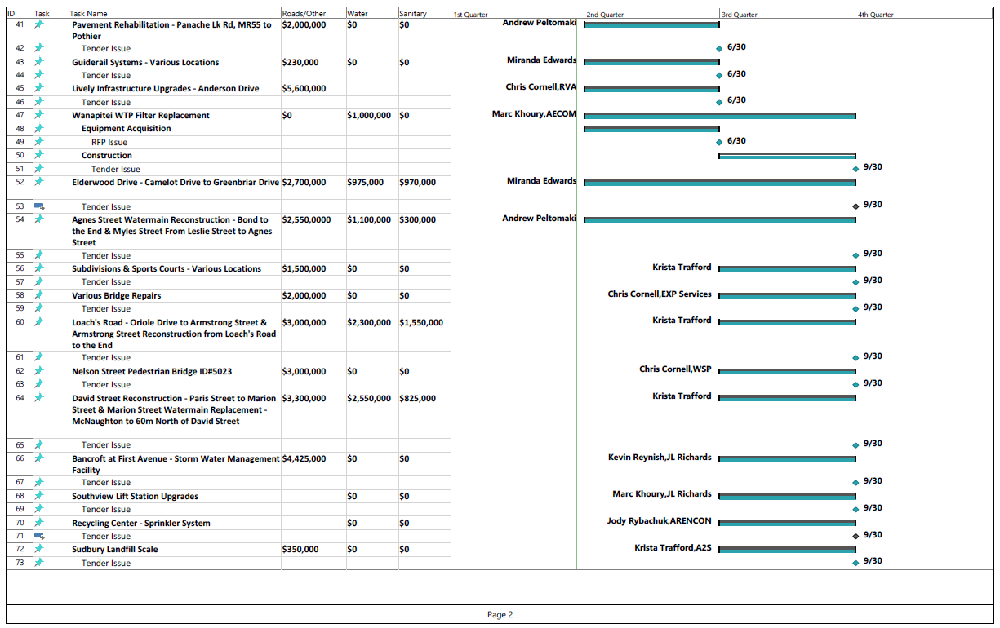 ID Task Task Name Roads/Other Water Sanitary 1st Quarter 2nd Quarter 3rd Quarter 4th Quarter
41 Pavement Rehabilitation - Panache Lk Rd, MR55 to $2,000,000 $0 $0 Andrew Peltomaki
Pothier
42 Tender Issue 6/30
43 Guiderail Systems - Various Locations $230,000 $0 $0 Miranda Edwards
44 Tender Issue 6/30
45 Lively Infrastructure Upgrades - Anderson Drive $5,600,000 Chris Cornell,RVA
46 Tender Issue 6/30
47 Wanapitei WTP Filter Replacement $0 $1,000,000 $0 Marc Khoury,AECOM
48 Equipment Acquisition
49 RFP Issue 6/30
50 Construction
51 Tender Issue 9/30
52 Elderwood Drive - Camelot Drive to Greenbriar Drive $2,700,000 $975,000 $970,000 Miranda Edwards
53 Tender Issue 9/30
54 Agnes Street Watermain Reconstruction - Bond to $2,550,0000 $1,100,000 $300,000 Andrew Peltomaki
the End & Myles Street From Leslie Street to Agnes
Street
55 Tender Issue 9/30
56 Subdivisions & Sports Courts - Various Locations $1,500,000 $0 $0 Krista Trafford
57 Tender Issue 9/30
58 Various Bridge Repairs $2,000,000 $0 $0 Chris Cornell,EXP Services
59 Tender Issue 9/30
60 Loach's Road - Oriole Drive to Armstrong Street & $3,000,000 $2,300,000 $1,550,000 Krista Trafford
Armstrong Street Reconstruction from Loach's Road
to the End
61 Tender Issue 9/30
62 Nelson Street Pedestrian Bridge ID#5023 $3,000,000 $0 $0 Chris Cornell,WSP
63 Tender Issue 9/30
64 David Street Reconstruction - Paris Street to Marion $3,300,000 $2,550,000 $825,000 Krista Trafford
Street & Marion Street Watermain Replacement -
McNaughton to 60m North of David Street
65 Tender Issue 9/30
66 Bancroft at First Avenue - Storm Water Management $4,425,000 $0 $0 Kevin Reynish,JL Richards
Facility
67 Tender Issue 9/30
68 Southview Lift Station Upgrades $0 $0 Marc Khoury,JL Richards
69 Tender Issue 9/30
70 Recycling Center - Sprinkler System $0 $0 Jody Rybachuk,ARENCON
71 Tender Issue 9/30
72 Sudbury Landfill Scale $350,000 $0 $0 Krista Trafford,A2S
73 Tender Issue 9/30
Page 2